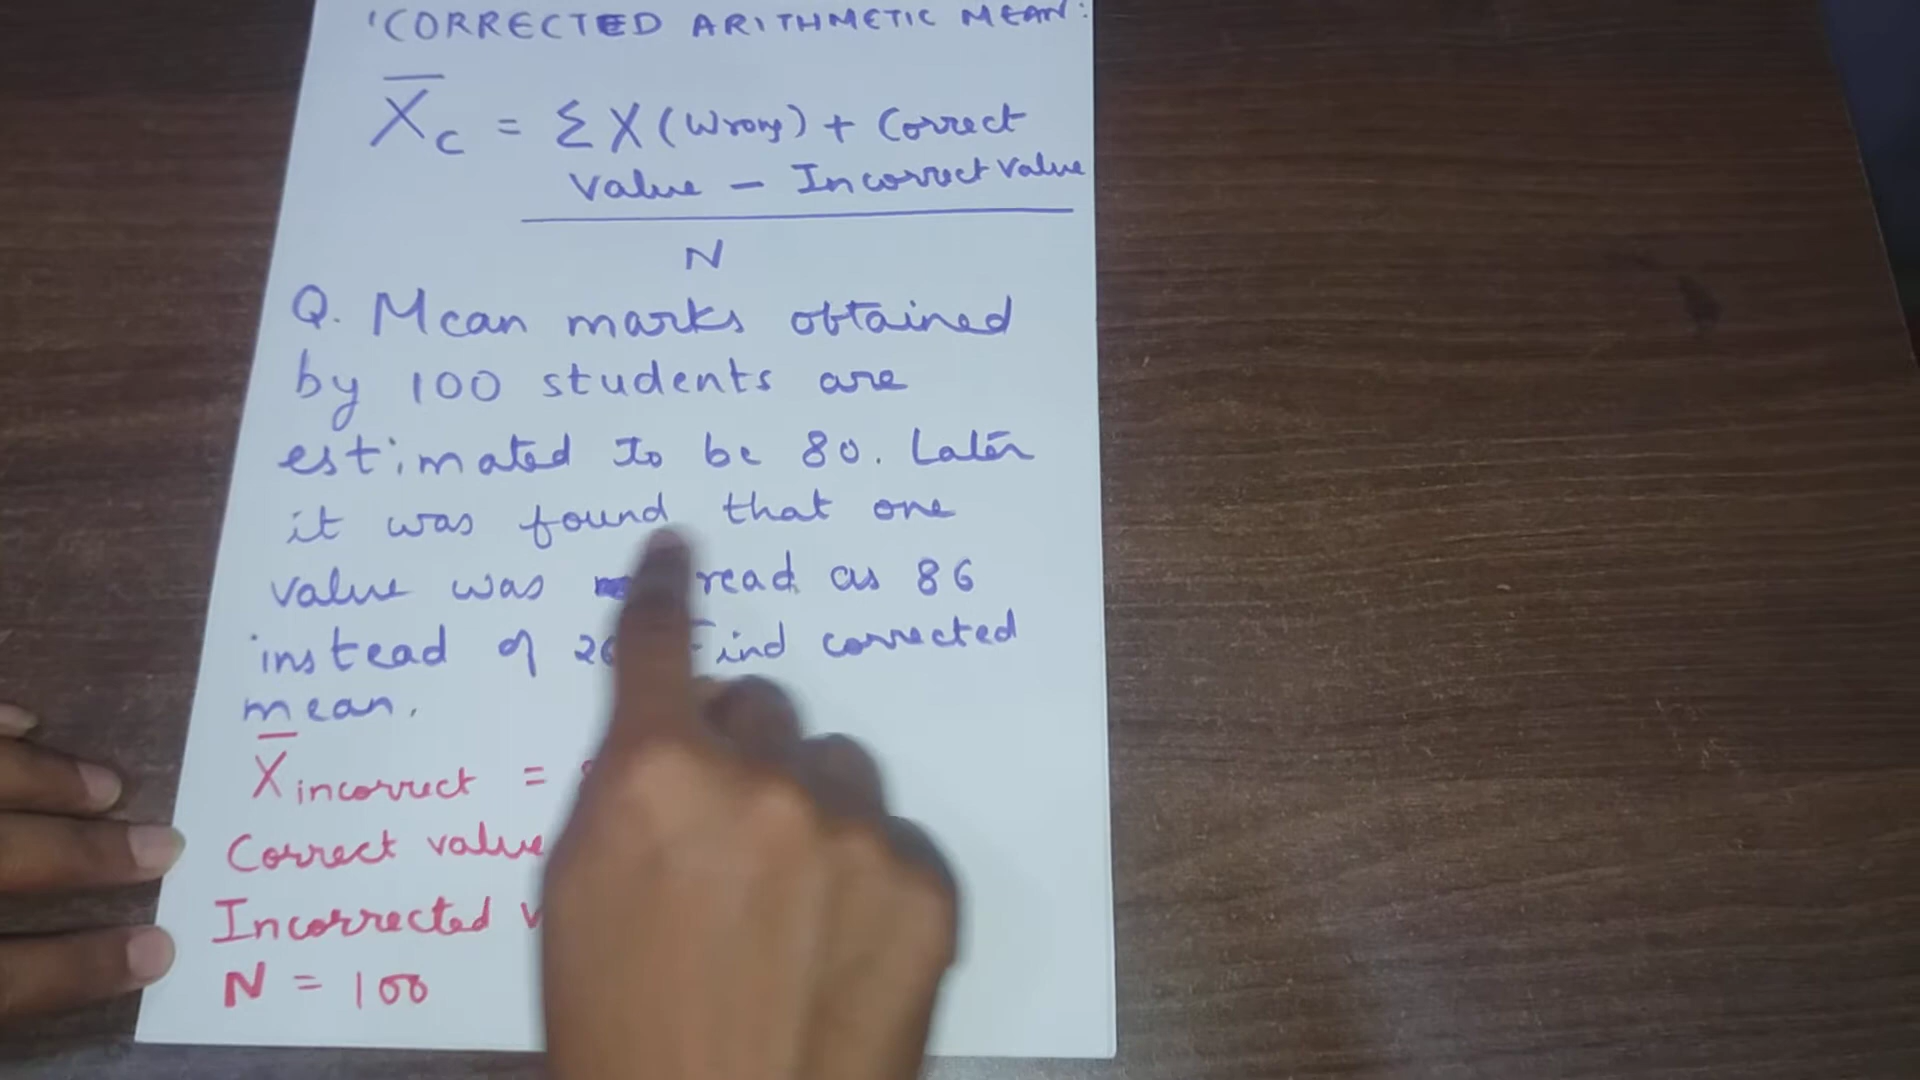 'CORRECTED ARITHMETIC MEAN:
X̅c = ΣX (Wrong) + Correct
Value – Incorrect Value
N
Q. Mean marks obtained
by 100 students are
estimated to be 80. Later
it was found that one
value was read as 86
instead of Find corrected
mean.
X̅ incorrect =
Correct value
Incorrected
N = 100